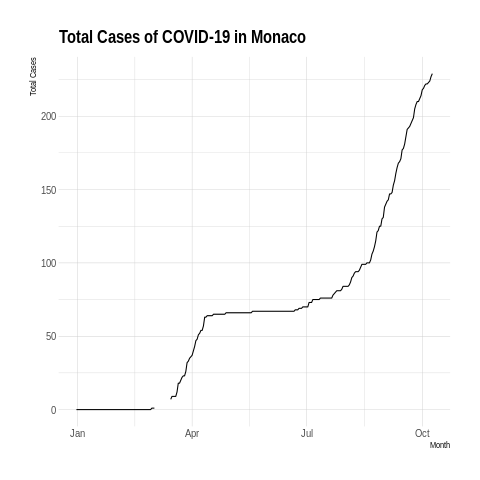 Total Cases of COVID-19 in Monaco
Total Cases
200
150
100
50
0
Jan Apr Jul Oct
Month